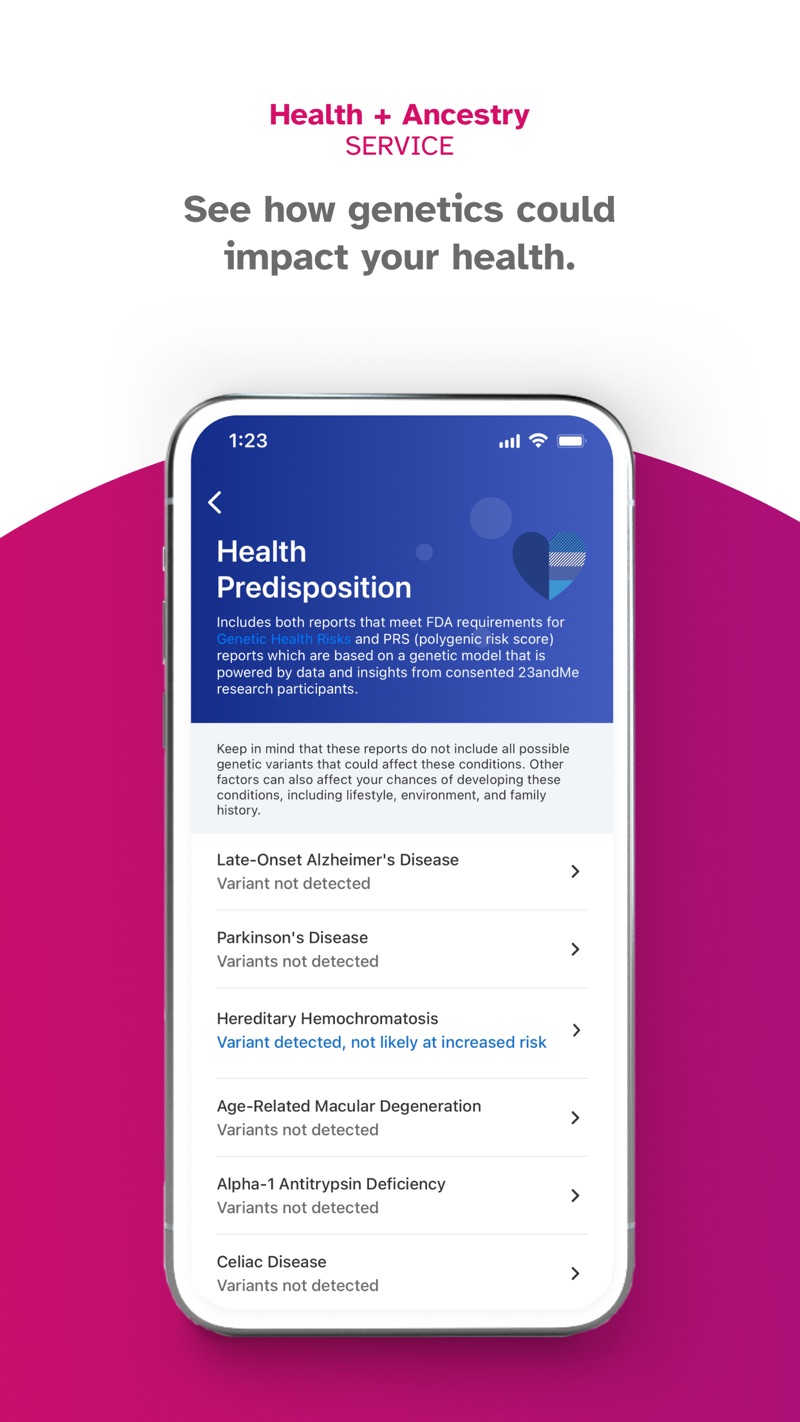 Health + Ancestry
SERVICE
See how genetics could
impact your health.
1:23
Health
Predisposition
Includes both reports that meet FDA requirements for
Genetic Health Risks and PRS (polygenic risk score)
reports which are based on a genetic model that is
powered by data and insights from consented 23andMe
research participants.
Keep in mind that these reports do not include all possible
genetic variants that could affect these conditions. Other
factors can also affect your chances of developing these
conditions, including lifestyle, environment, and family
history.
Late-Onset Alzheimer's Disease
Variant not detected
Parkinson's Disease
Variants not detected
Hereditary Hemochromatosis
Variant detected, not likely at increased risk
Age-Related Macular Degeneration
Variants not detected
Alpha-1 Antitrypsin Deficiency
Variants not detected
Celiac Disease
Variants not detected